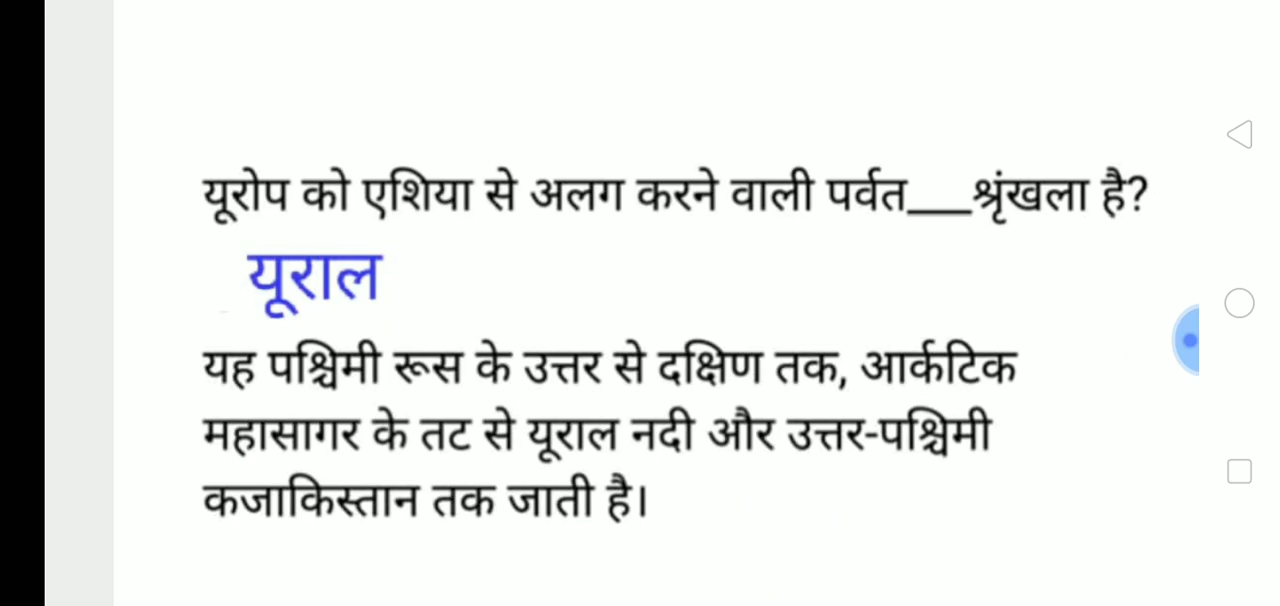 यूरोप को एशिया से अलग करने वाली पर्वत___श्रृंखला है?
यूराल
यह पश्चिमी रूस के उत्तर से दक्षिण तक, आर्कटिक
महासागर के तट से यूराल नदी और उत्तर-पश्चिमी
कजाकिस्तान तक जाती है।